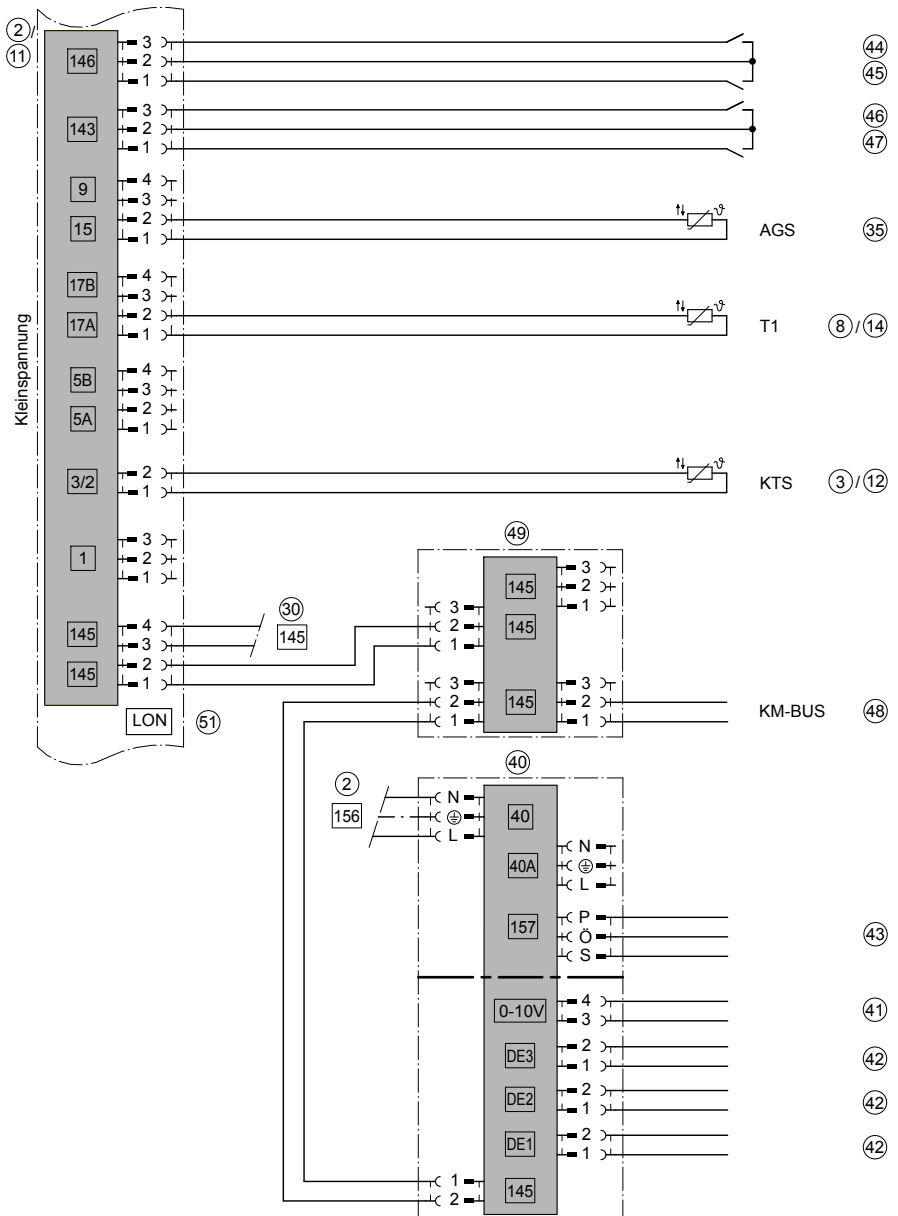 2 / 11
Kleinspannung
146
3
2
1
44
45
143
3
2
1
46
47
9
15
4
3
2
1
ϑ
AGS
35
17B
17A
4
3
2
1
ϑ
T1
8 / 14
5B
5A
4
3
2
1
3/2
2
1
ϑ
KTS
3 / 12
1
3
2
1
145
145
4
3
2
1
30
145
LON
51
49
145
3
2
1
145
3
2
1
145
3
2
1
3
2
1
KM-BUS
48
40
2
156
N
L
40
40A
N
L
157
P
Ö
S
43
0-10V
4
3
41
DE3
2
1
42
DE2
2
1
42
DE1
2
1
42
145
1
2